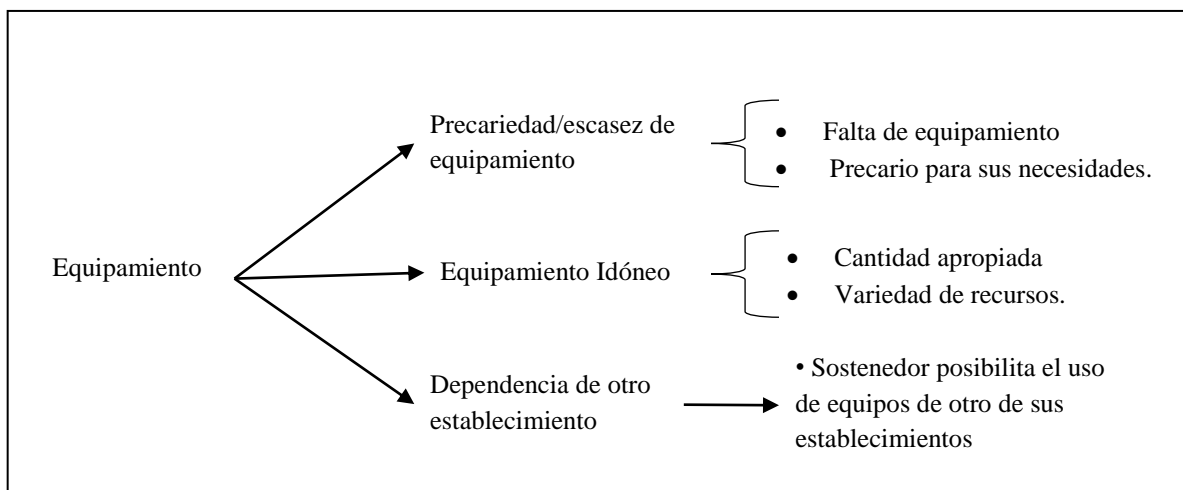 Equipamiento
Precariedad/escasez de
equipamiento
• Falta de equipamiento
• Precario para sus necesidades.
Equipamiento Idóneo
• Cantidad apropiada
• Variedad de recursos.
Dependencia de otro
establecimiento
• Sostenedor posibilita el uso
de equipos de otro de sus
establecimientos